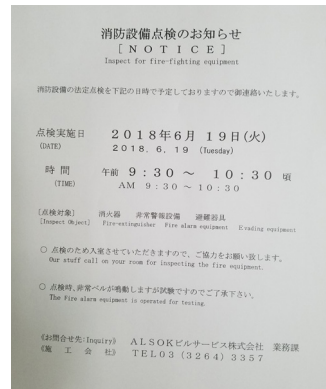 消防設備点検のお知らせ
[NOTICE]
Inspect for fire-fighting equipment
消防設備の法定点検を下記の日時で予定しておりますので御連絡いたします。
点検実施日 2018年6月19日(火)
(DATE) 2018. 6. 19 (Tuesday)
時間 午前 9:30～10:30頃
(TIME) AM 9:30～10:30
[点検対象] 消火器 非常警報設備 避難器具
[Inspect Object] Fire-extinguisher Fire alarm equipment Evading equipment
○ 点検のため入室させていただきますので、ご協力をお願い致します。
Our stuff call on your room for inspecting the fire equipment.
○ 点検時、非常ベルが鳴動しますが試験ですのでご了承下さい。
The Fire alarm equipment is operated for testing.
《お問合せ先:Inquiry》 ALSOKビルサービス株式会社 業務課
《施工会社》 TEL03(3264)3357